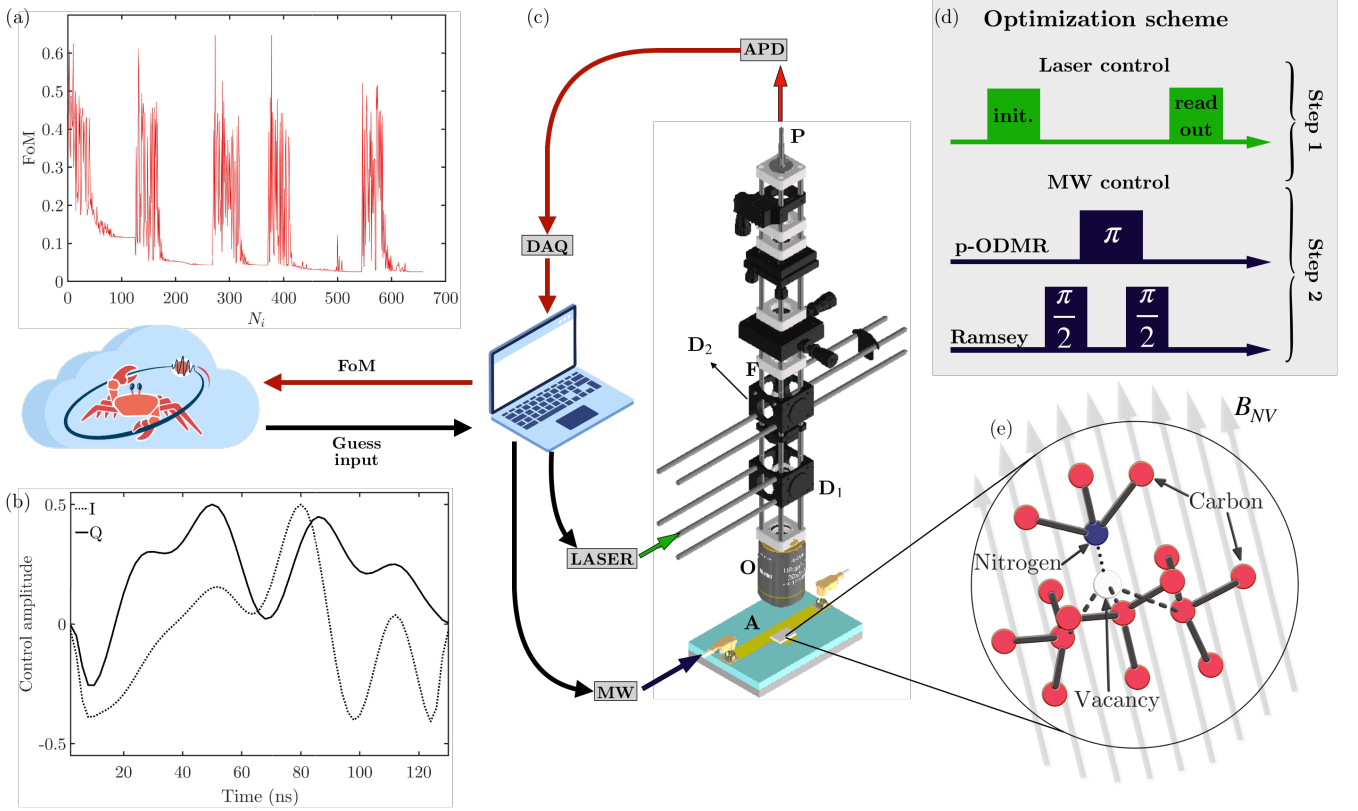 (a)
FoM
0.6
0.5
0.4
0.3
0.2
0.1
0
0
100
200
300
400
500
600
700
N_i
FoM
Guess
input
(b)
I
Q
Control amplitude
0.5
0
-0.5
20
40
60
80
100
120
Time (ns)
(c)
APD
DAQ
LASER
MW
P
D₂
F
D₁
O
A
(d)
Optimization scheme
Laser control
init.
read
out
Step 1
MW control
p-ODMR
π
Ramsey
π
2
π
2
Step 2
(e)
B_NV
Carbon
Nitrogen
Vacancy